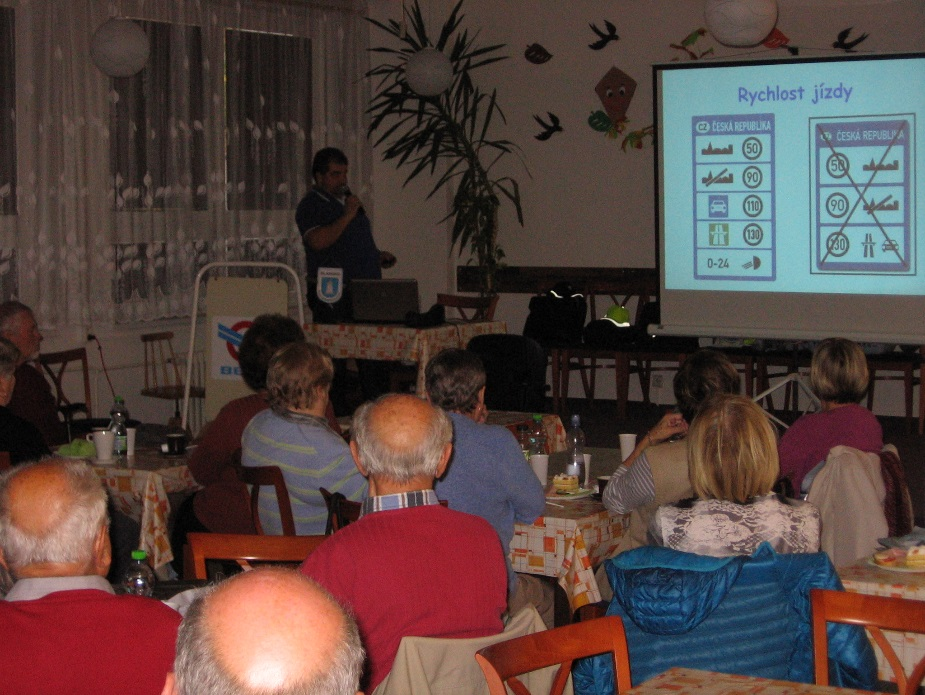 Rychlost jízdy
CZ ČESKÁ REPUBLIKA
50
90
110
130
0-24
ČESKÁ REPUBLIKA
50
90
130